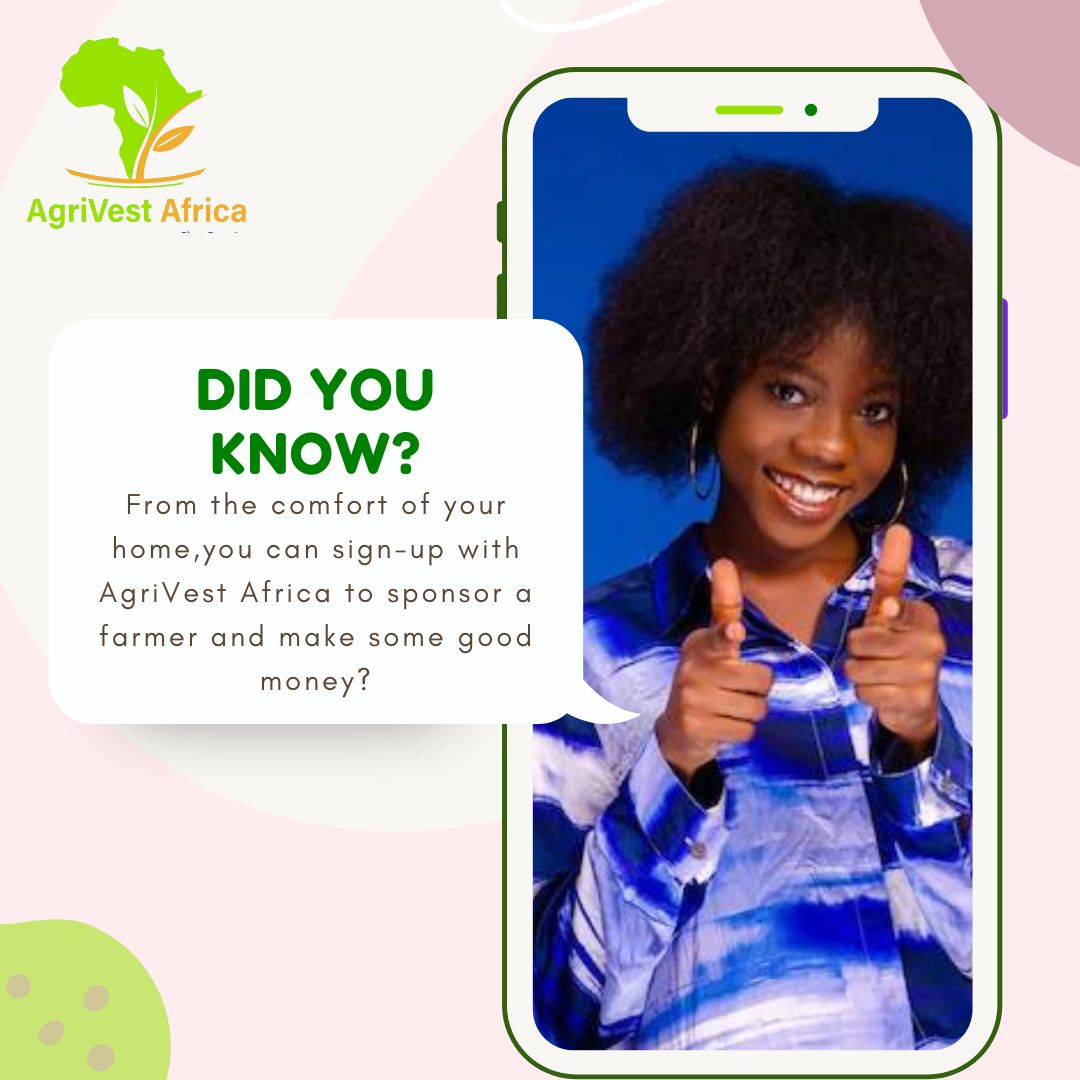 AgriVest Africa
DID YOU
KNOW?
From the comfort of your
home,you can sign-up with
AgriVest Africa to sponsor a
farmer and make some good
money?